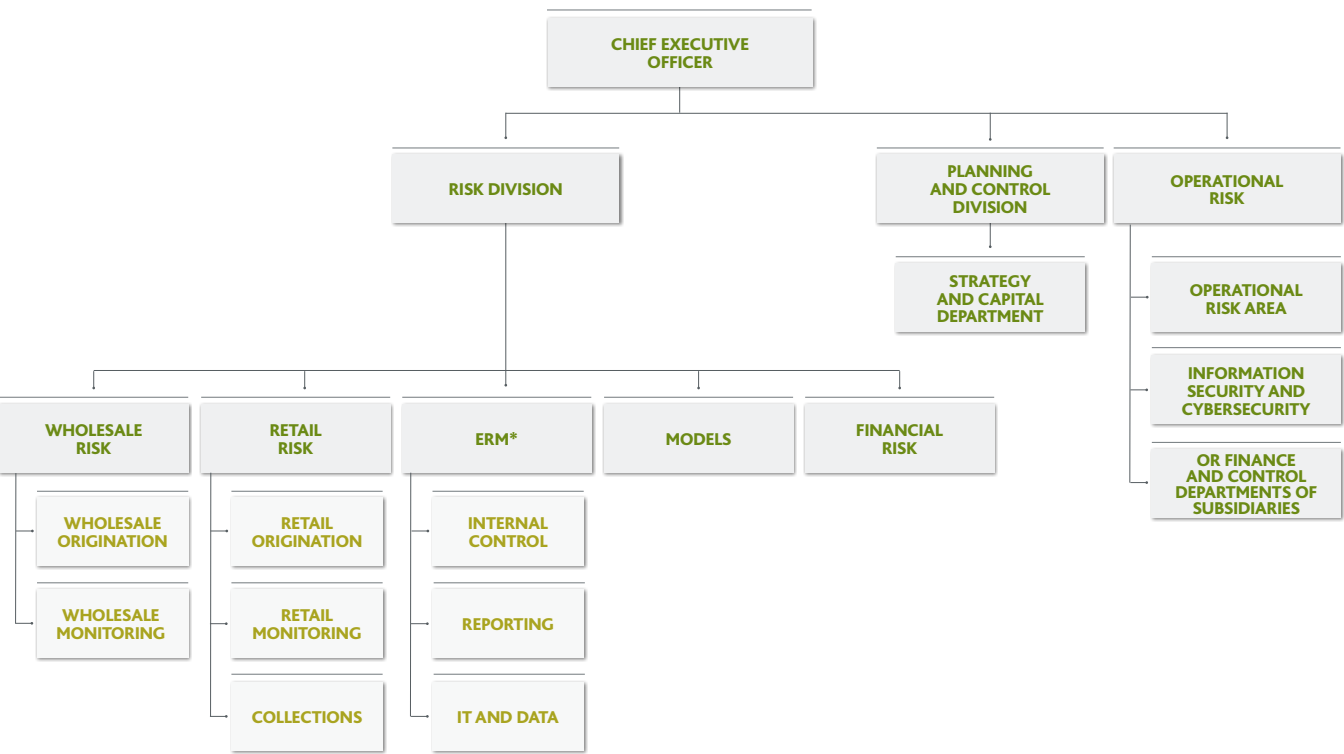 CHIEF EXECUTIVE
OFFICER
RISK DIVISION
PLANNING
AND CONTROL
DIVISION
OPERATIONAL
RISK
STRATEGY
AND CAPITAL
DEPARTMENT
OPERATIONAL
RISK AREA
INFORMATION
SECURITY AND
CYBERSECURITY
OR FINANCE
AND CONTROL
DEPARTMENTS OF
SUBSIDIARIES
WHOLESALE
RISK
RETAIL
RISK
ERM*
MODELS
FINANCIAL
RISK
WHOLESALE
ORIGINATION
RETAIL
ORIGINATION
INTERNAL
CONTROL
WHOLESALE
MONITORING
RETAIL
MONITORING
REPORTING
COLLECTIONS
IT AND DATA